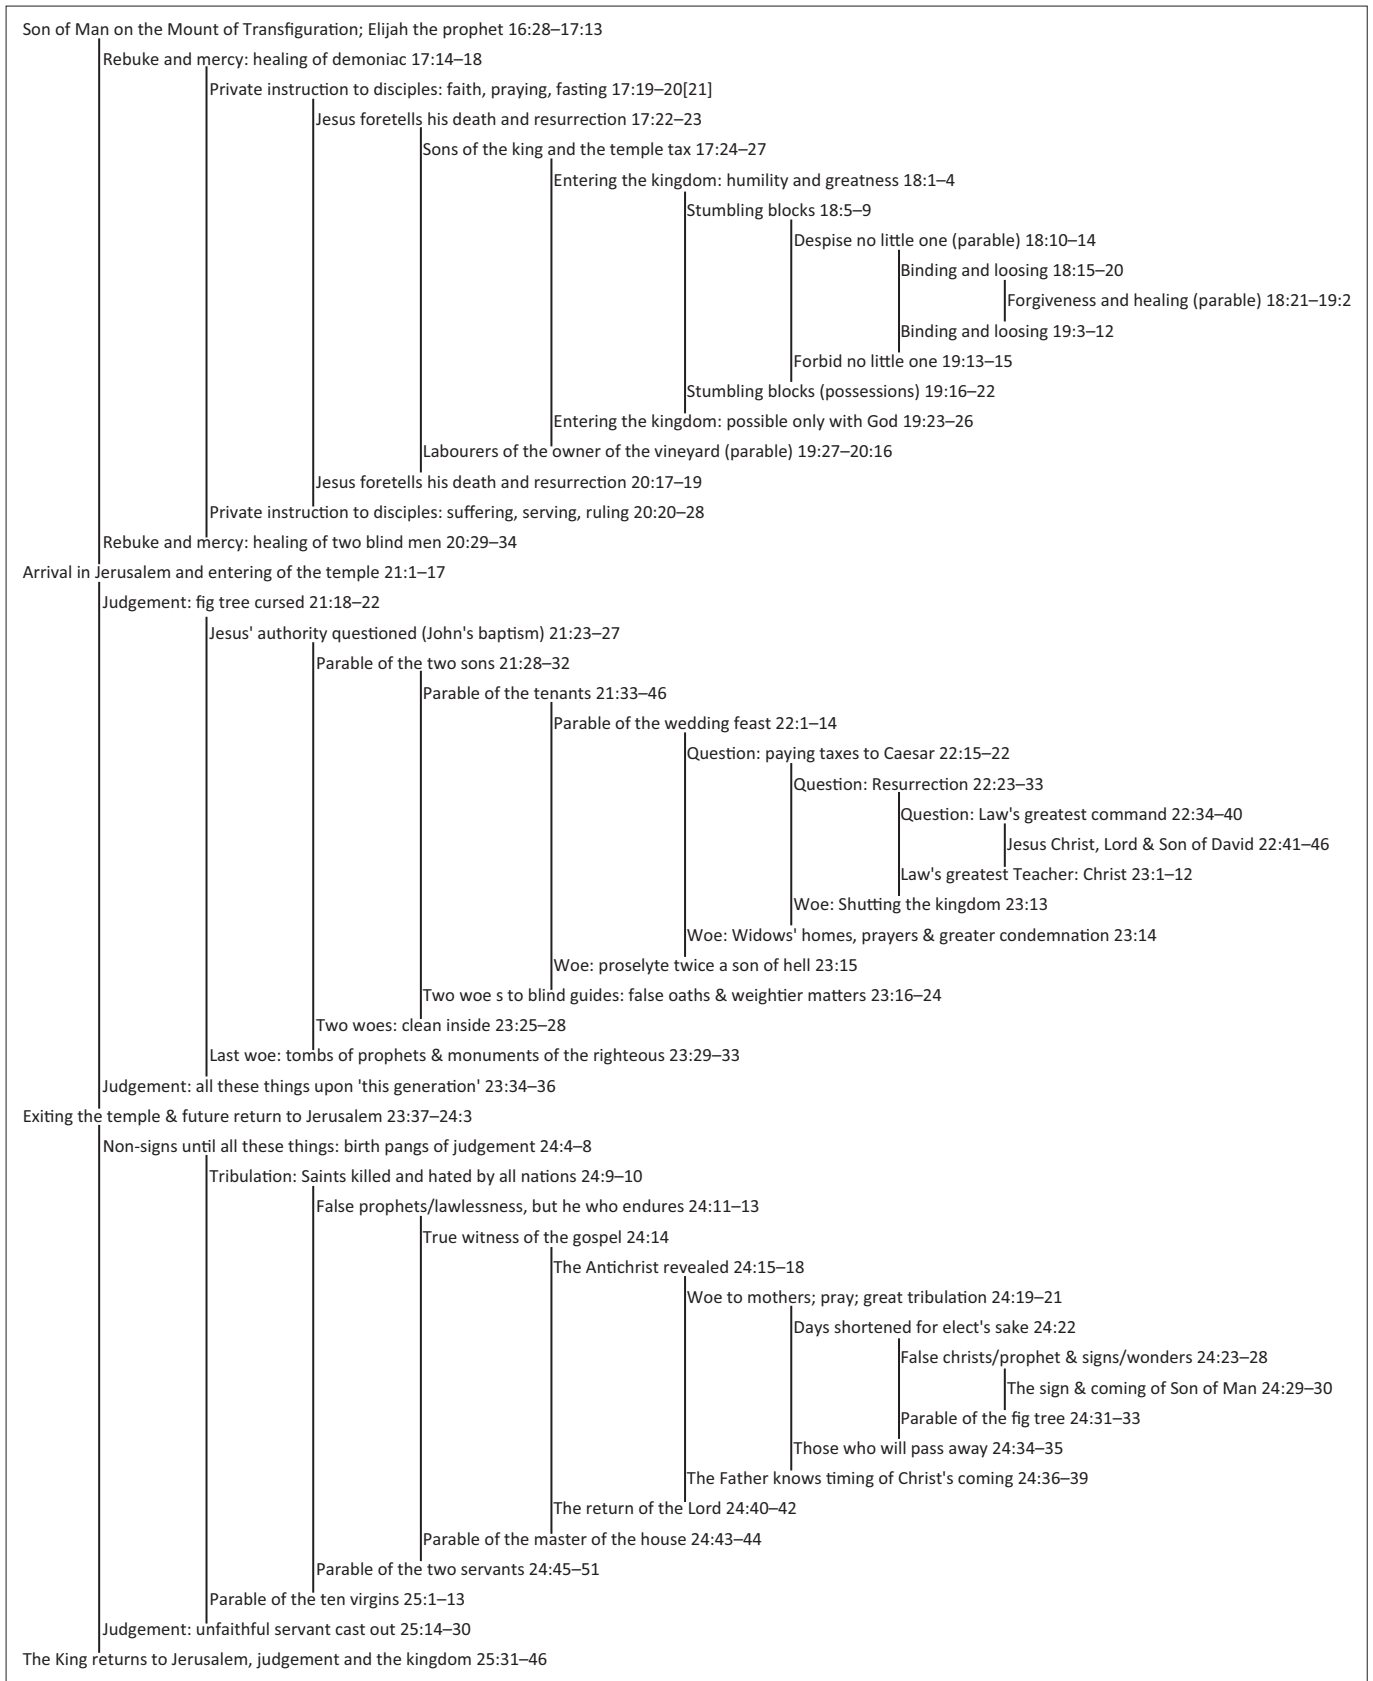 Son of Man on the Mount of Transfiguration; Elijah the prophet 16:28–17:13
Rebuke and mercy: healing of demoniac 17:14–18
Private instruction to disciples: faith, praying, fasting 17:19–20[21]
Jesus foretells his death and resurrection 17:22–23
Sons of the king and the temple tax 17:24–27
Entering the kingdom: humility and greatness 18:1–4
Stumbling blocks 18:5–9
Despise no little one (parable) 18:10–14
Binding and loosing 18:15–20
Forgiveness and healing (parable) 18:21–19:2
Binding and loosing 19:3–12
Forbid no little one 19:13–15
Stumbling blocks (possessions) 19:16–22
Entering the kingdom: possible only with God 19:23–26
Labourers of the owner of the vineyard (parable) 19:27–20:16
Jesus foretells his death and resurrection 20:17–19
Private instruction to disciples: suffering, serving, ruling 20:20–28
Rebuke and mercy: healing of two blind men 20:29–34
Arrival in Jerusalem and entering of the temple 21:1–17
Judgement: fig tree cursed 21:18–22
Jesus' authority questioned (John's baptism) 21:23–27
Parable of the two sons 21:28–32
Parable of the tenants 21:33–46
Parable of the wedding feast 22:1–14
Question: paying taxes to Caesar 22:15–22
Question: Resurrection 22:23–33
Question: Law's greatest command 22:34–40
Jesus Christ, Lord & Son of David 22:41–46
Law's greatest Teacher: Christ 23:1–12
Woe: Shutting the kingdom 23:13
Woe: Widows' homes, prayers & greater condemnation 23:14
Woe: proselyte twice a son of hell 23:15
Two woe s to blind guides: false oaths & weightier matters 23:16–24
Two woes: clean inside 23:25–28
Last woe: tombs of prophets & monuments of the righteous 23:29–33
Judgement: all these things upon 'this generation' 23:34–36
Exiting the temple & future return to Jerusalem 23:37–24:3
Non-signs until all these things: birth pangs of judgement 24:4–8
Tribulation: Saints killed and hated by all nations 24:9–10
False prophets/lawlessness, but he who endures 24:11–13
True witness of the gospel 24:14
The Antichrist revealed 24:15–18
Woe to mothers; pray; great tribulation 24:19–21
Days shortened for elect's sake 24:22
False christs/prophet & signs/wonders 24:23–28
The sign & coming of Son of Man 24:29–30
Parable of the fig tree 24:31–33
Those who will pass away 24:34–35
The Father knows timing of Christ's coming 24:36–39
The return of the Lord 24:40–42
Parable of the master of the house 24:43–44
Parable of the two servants 24:45–51
Parable of the ten virgins 25:1–13
Judgement: unfaithful servant cast out 25:14–30
The King returns to Jerusalem, judgement and the kingdom 25:31–46